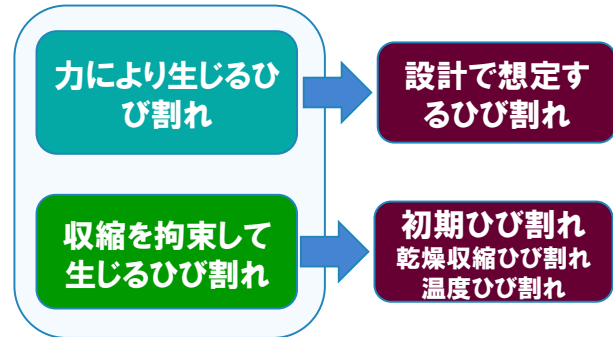 力により生じるひ
び割れ
設計で想定す
るひび割れ
収縮を拘束して
生じるひび割れ
初期ひび割れ
乾燥収縮ひび割れ
温度ひび割れ